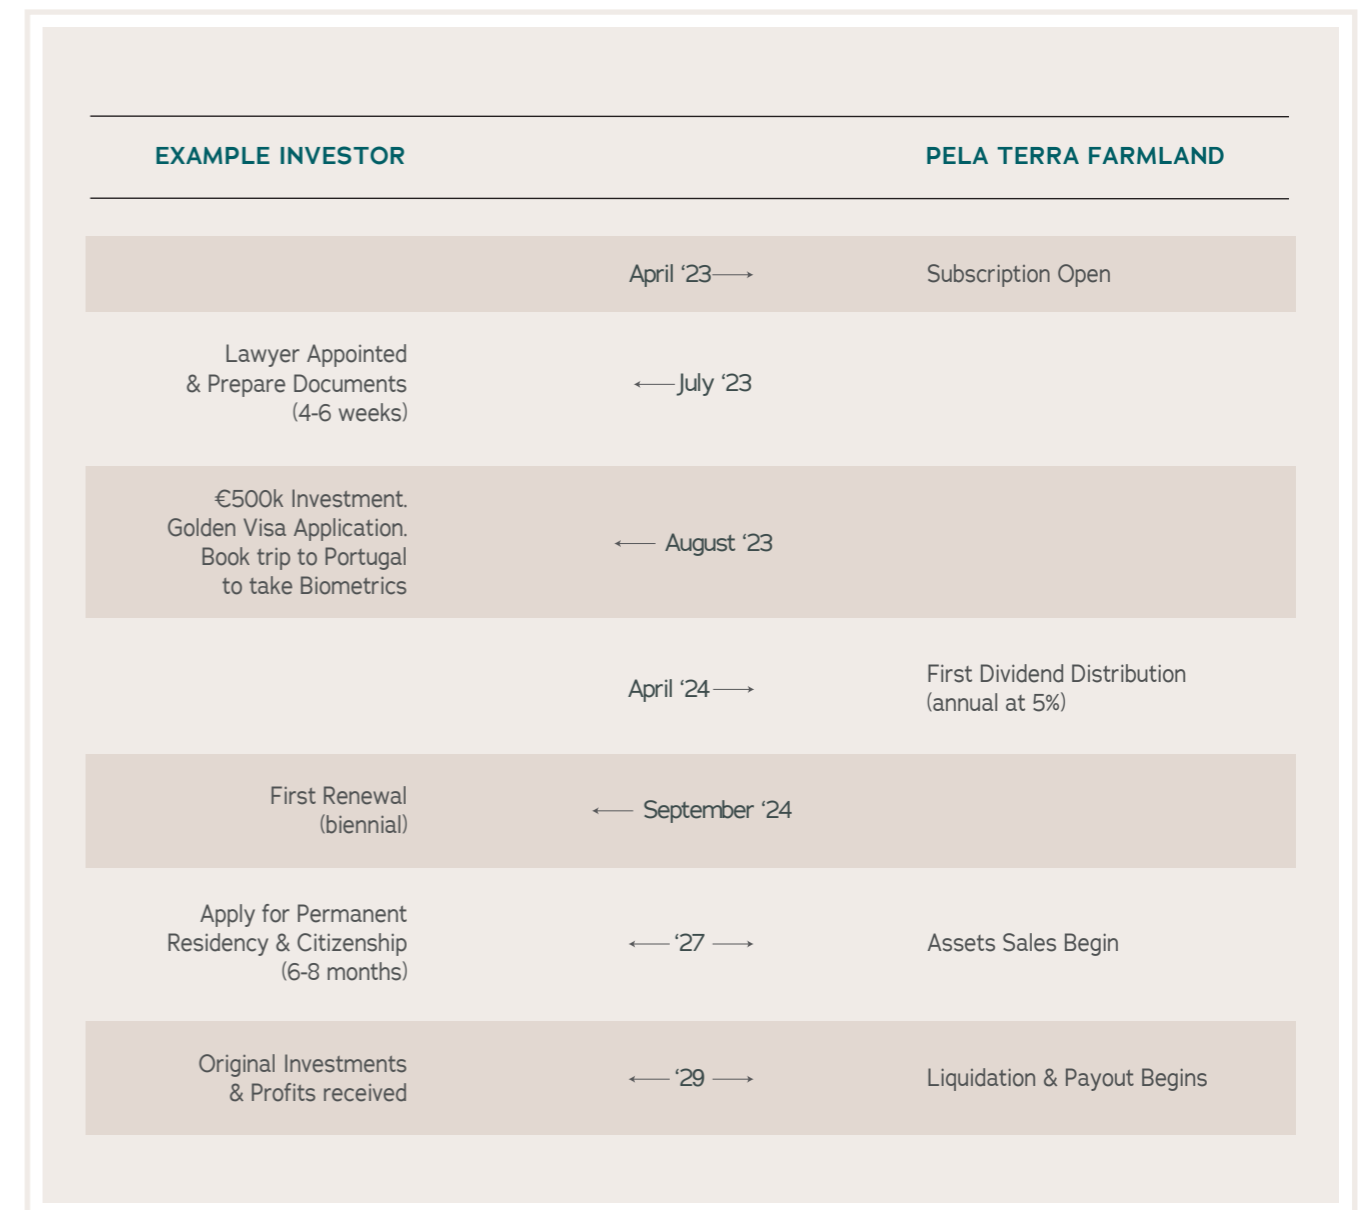 EXAMPLE INVESTOR
PELA TERRA FARMLAND
April ‘23
Subscription Open
Lawyer Appointed
& Prepare Documents
(4-6 weeks)
July ‘23
€500k Investment.
Golden Visa Application.
Book trip to Portugal
to take Biometrics
August ‘23
April ‘24
First Dividend Distribution
(annual at 5%)
First Renewal
(biennial)
September ‘24
Apply for Permanent
Residency & Citizenship
(6-8 months)
‘27
Assets Sales Begin
Original Investments
& Profits received
‘29
Liquidation & Payout Begins